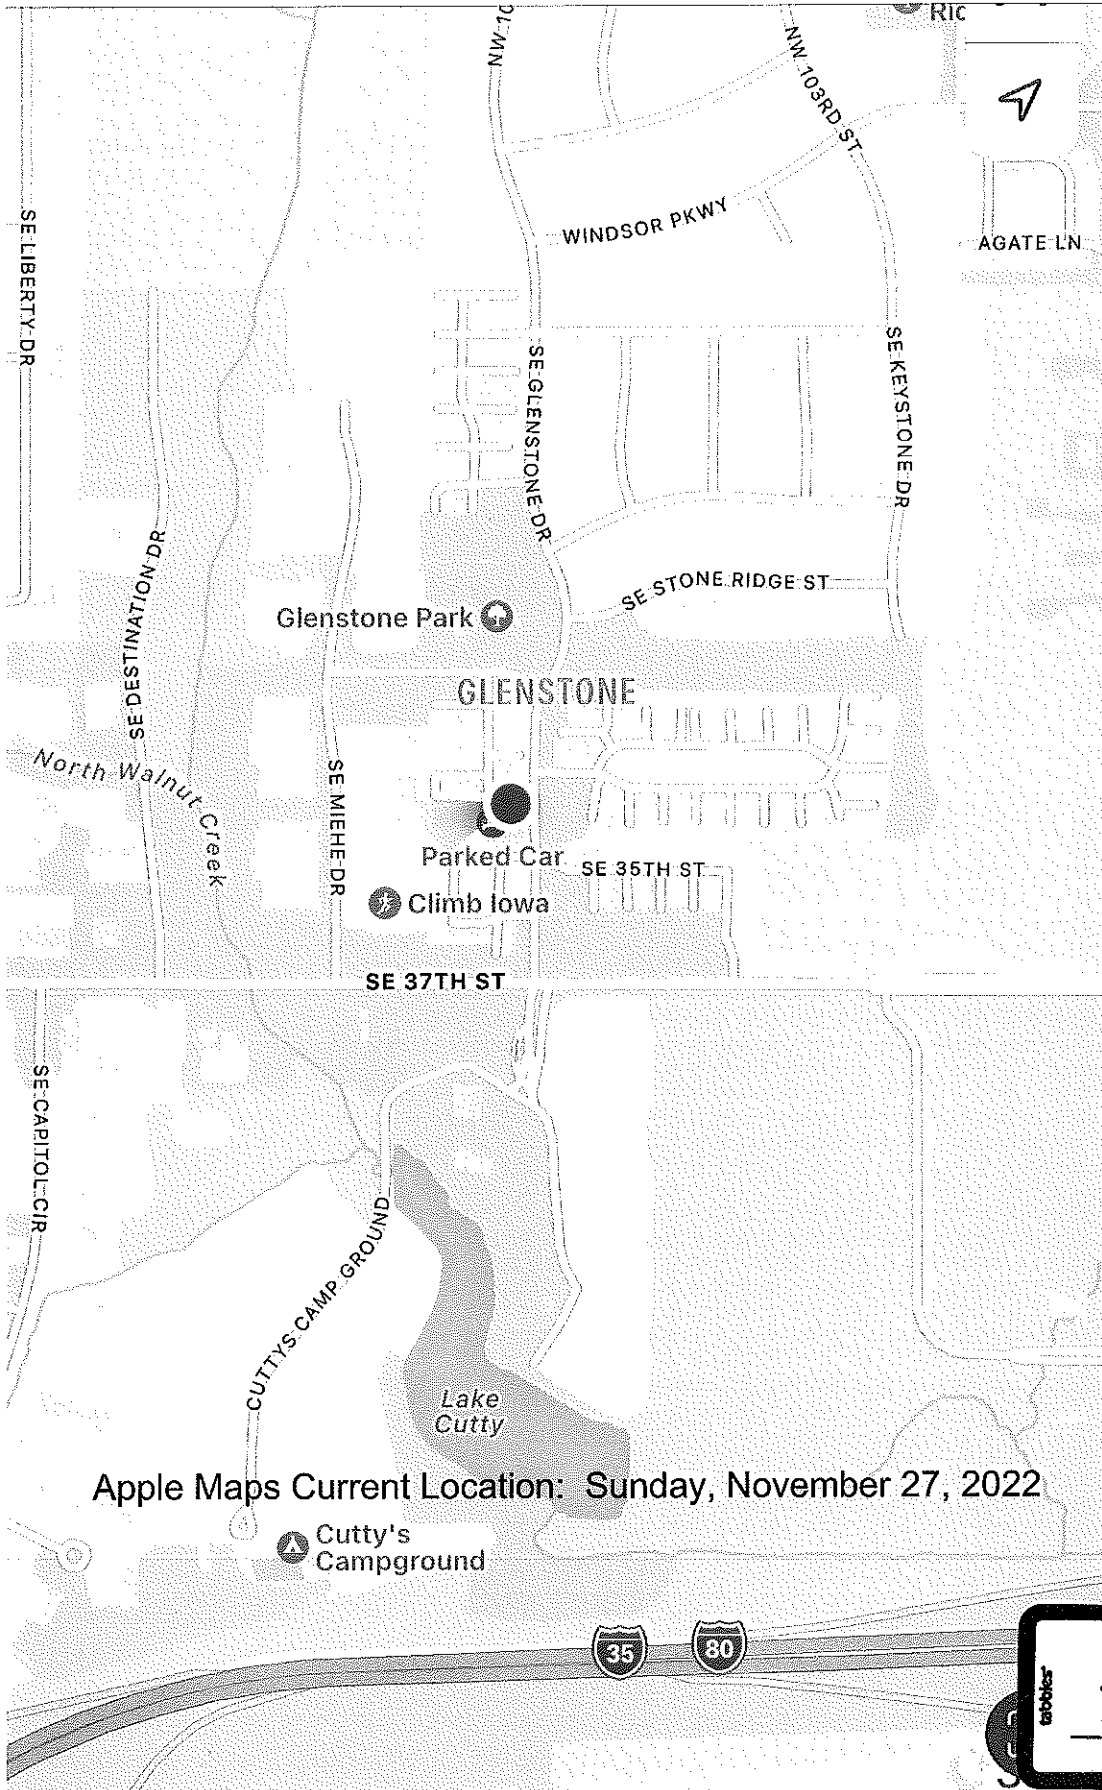 Ric
NW 10
NW 103RD ST
WINDSOR PKWY
AGATE LN
SE LIBERTY DR
SE GLENSTONE DR
SE KEYSTONE DR
SE DESTINATION DR
SE STONE RIDGE ST
Glenstone Park
GLENSTONE
North Walnut Creek
SE MIEHE DR
Parked Car
SE 35TH ST
Climb Iowa
SE 37TH ST
SE CAPITOL CIR
CUTTYS CAMP GROUND
Lake
Cutty
Apple Maps Current Location: Sunday, November 27, 2022
Cutty's
Campground
35
80
tabbies